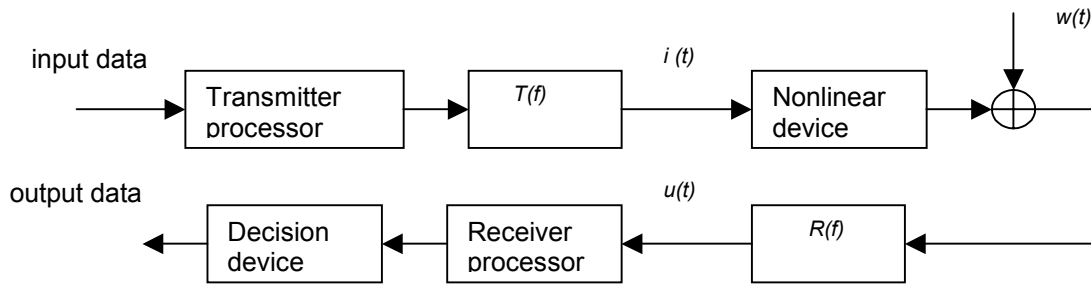 w(t)
input data
i (t)
Transmitter
processor
T(f)
Nonlinear
device
output data
u(t)
Decision
device
Receiver
processor
R(f)